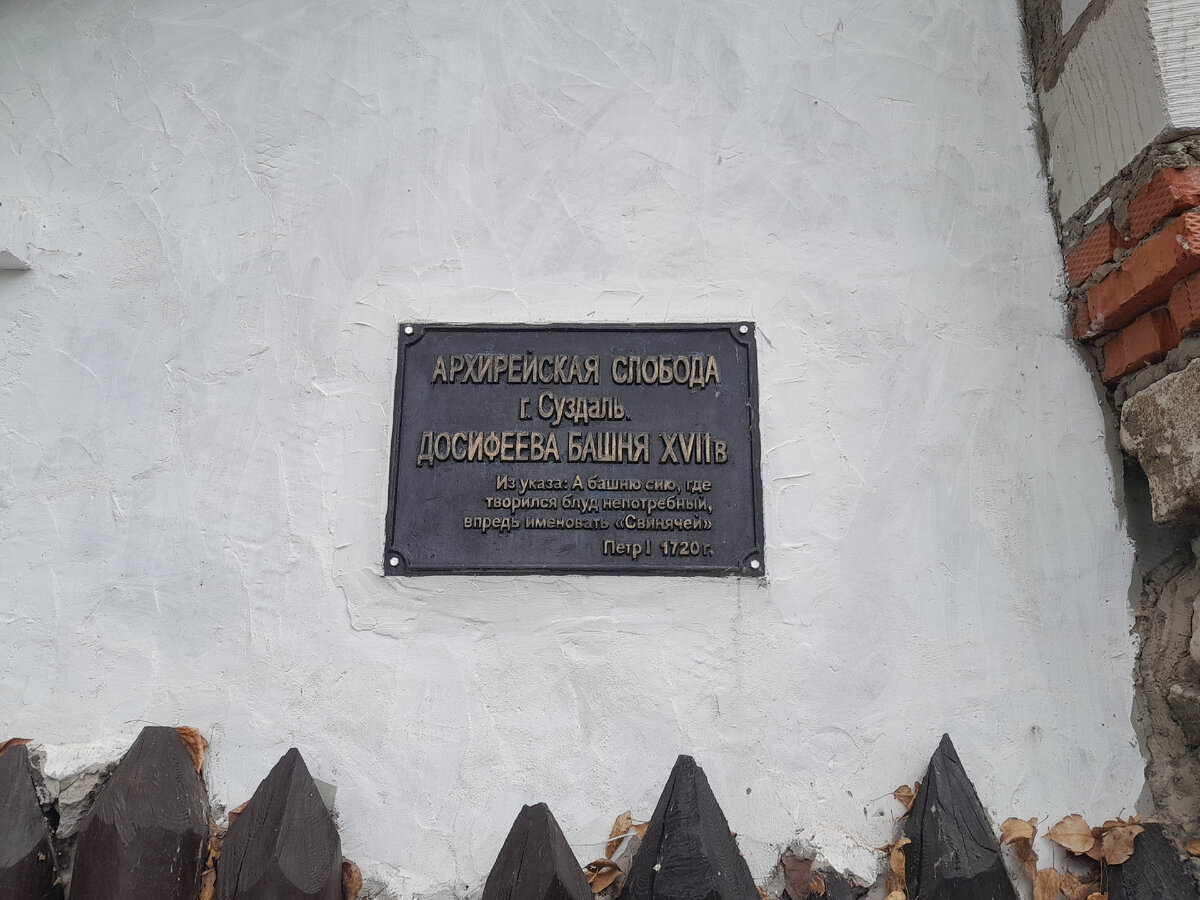 АРХИРЕЙСКАЯ СЛОБОДА
г. Суздаль.
ДОСИФЕЕВА БАШНЯ XVII в
Из указа: А башню сию, где
творился блуд непотребный,
впредь именовать «Свинячей»
Петр I 1720 г.